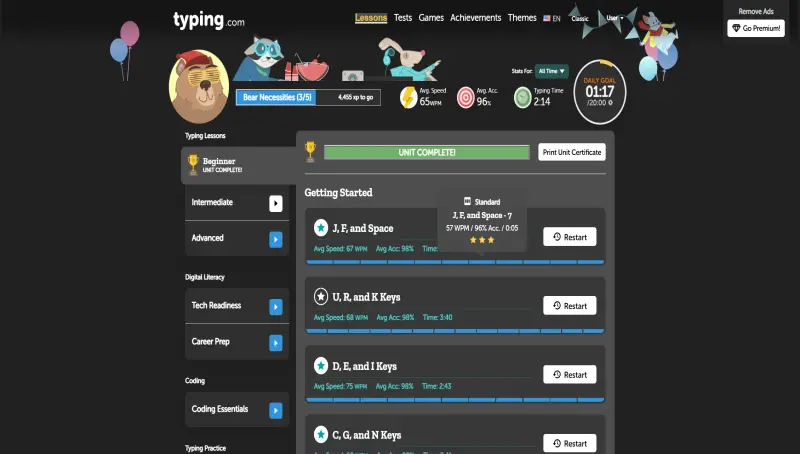 typing.com
Lessons Tests Games Achievements Themes EN Classic User
Remove Ads
Go Premium!
Stats For: All Time
Bear Necessities (3/5) 4,455 xp to go
Avg. Speed
65WPM
Avg. Acc.
96%
Typing Time
2:14
DAILY GOAL
01:17
/20:00
Typing Lessons
Beginner
UNIT COMPLETE!
Intermediate
Advanced
Digital Literacy
Tech Readiness
Career Prep
Coding
Coding Essentials
Typing Practice
UNIT COMPLETE!
Print Unit Certificate
Getting Started
Standard
J, F, and Space - 7
57 WPM / 96% Acc. / 0:05
J, F, and Space
Avg Speed: 67 WPM Avg Acc: 98% Time:
Restart
U, R, and K Keys
Avg Speed: 68 WPM Avg Acc: 98% Time: 3:40
Restart
D, E, and I Keys
Avg Speed: 75 WPM Avg Acc: 98% Time: 2:43
Restart
C, G, and N Keys
Restart